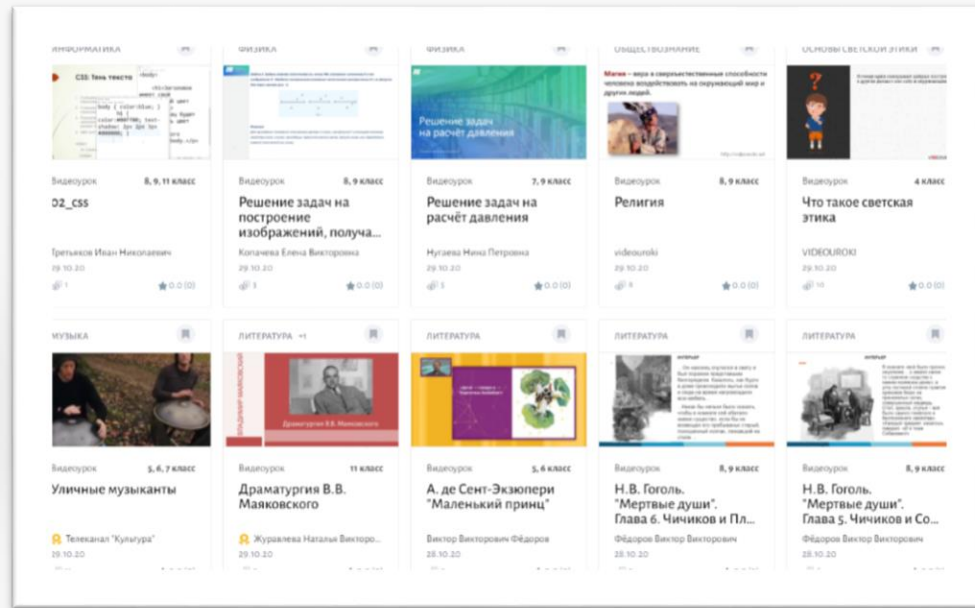 ИНФОРМАТИКА
ФИЗИКА
ФИЗИКА
ОБЩЕСТВОЗНАНИЕ
ОСНОВЫ СВЕТСКОЙ ЭТИКИ
CSS: Тень текста
Решение задач
на расчёт давления
Магия – вера в сверхъестественные способности
человека воздействовать на окружающий мир и
других людей.
Видеоурок 8, 9, 11 класс
02_css
Третьяков Иван Николаевич
29.10.20
1
0.0 (0)
Видеоурок 8, 9 класс
Решение задач на
построение
изображений, получа...
Копачева Елена Викторовна
29.10.20
3 0.0 (0)
Видеоурок 7, 9 класс
Решение задач на
расчёт давления
Нугаева Нина Петровна
29.10.20
3 0.0 (0)
Видеоурок 8, 9 класс
Религия
videouroki
29.10.20
8 0.0 (0)
Видеоурок 4 класс
Что такое светская
этика
VIDEOUROKI
29.10.20
10 0.0 (0)
МУЗЫКА
Видеоурок 5, 6, 7 класс
Уличные музыканты
Телеканал "Культура"
29.10.20
ЛИТЕРАТУРА +1
ВЛАДИМИР МАЯКОВСКИЙ
Драматургия В.В. Маяковского
Видеоурок 11 класс
Драматургия В.В.
Маяковского
Журавлева Наталья Викторо...
29.10.20
ЛИТЕРАТУРА
Видеоурок 5, 6 класс
А. де Сент-Экзюпери
"Маленький принц"
Виктор Викторович Фёдоров
28.10.20
ЛИТЕРАТУРА
ИНТЕРЬЕР
Видеоурок 8, 9 класс
Н.В. Гоголь.
"Мертвые души".
Глава 6. Чичиков и Пл...
Фёдоров Виктор Викторович
28.10.20
ЛИТЕРАТУРА
ИНТЕРЬЕР
Видеоурок 8, 9 класс
Н.В. Гоголь.
"Мертвые души".
Глава 5. Чичиков и Со...
Фёдоров Виктор Викторович
28.10.20